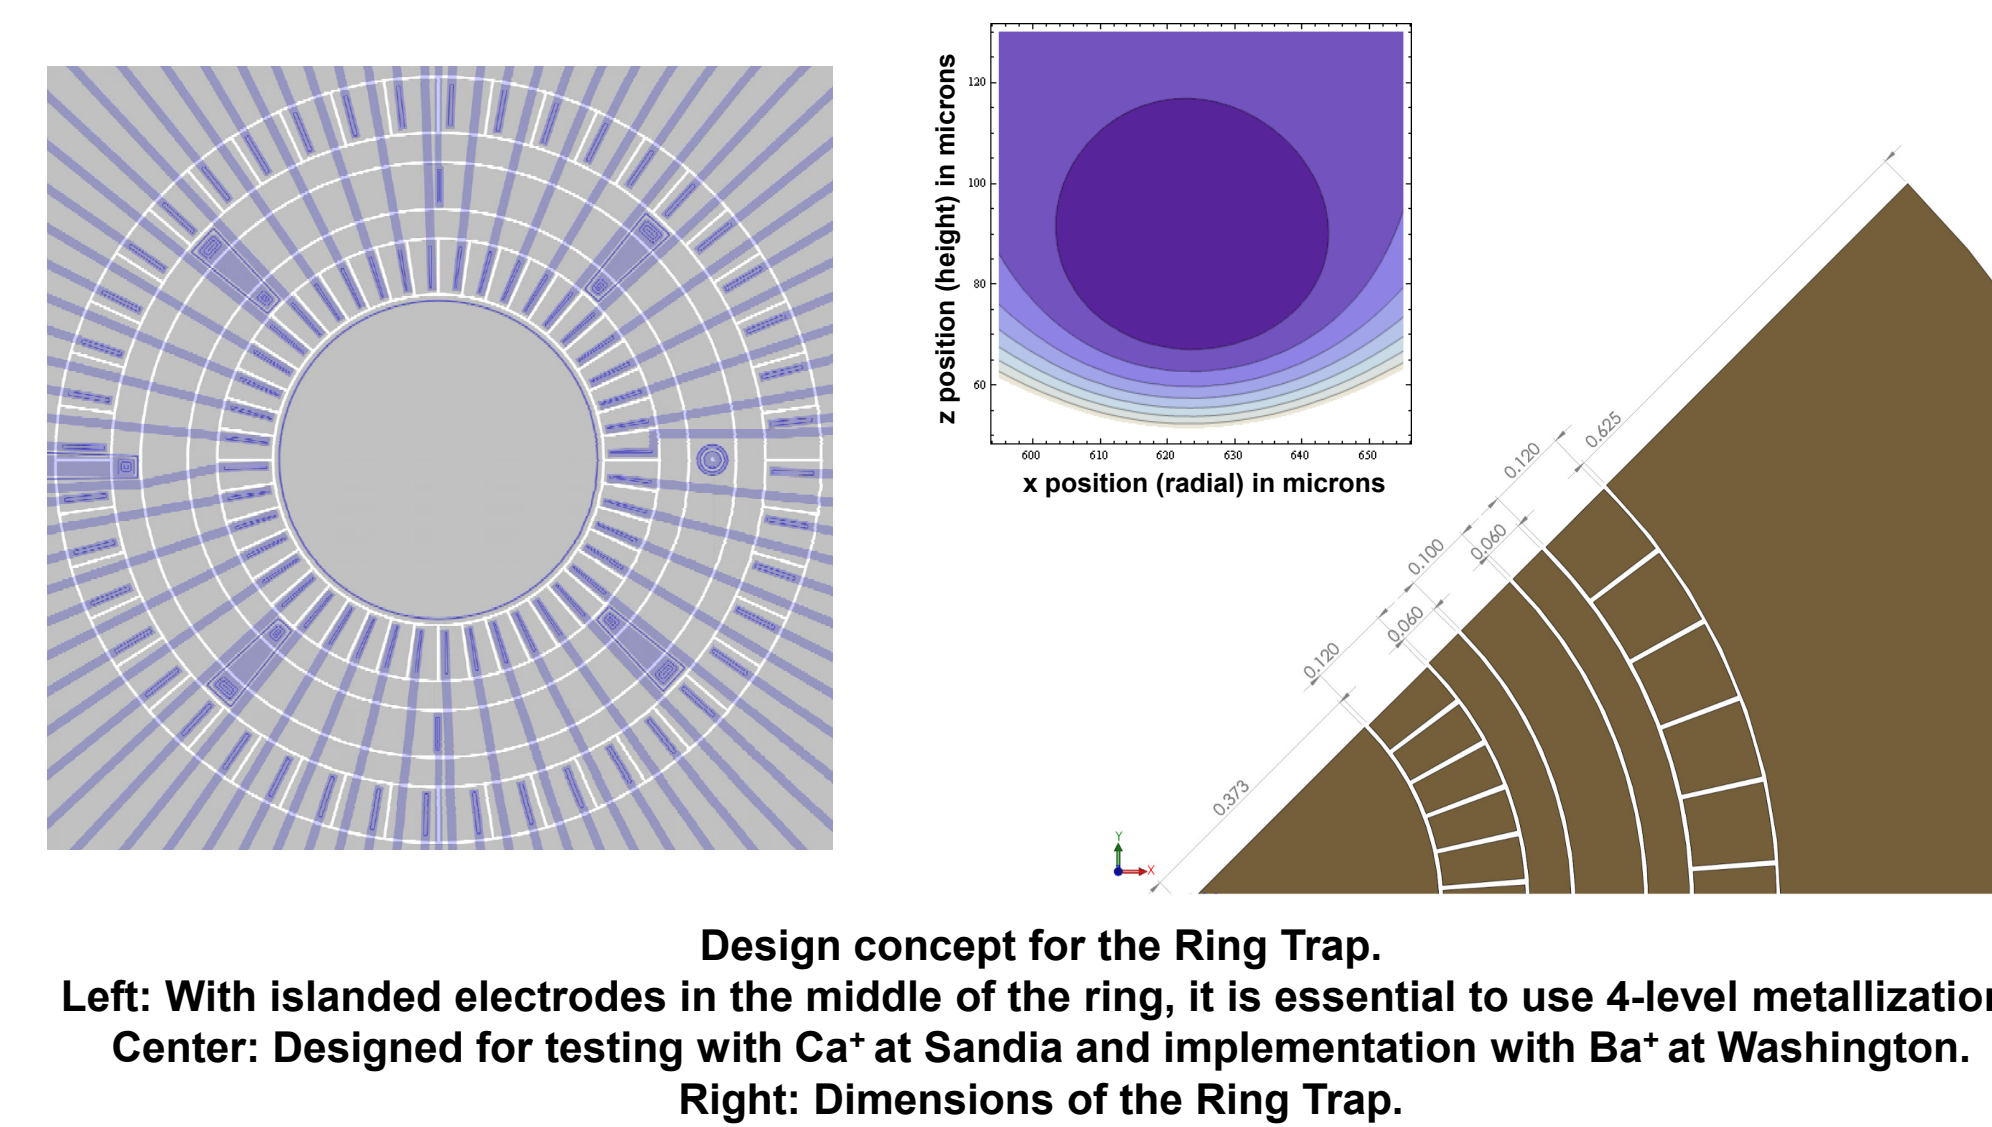 z position (height) in microns
120
100
80
60
600 610 620 630 640 650
x position (radial) in microns
0.625
0.120
0.060
0.100
0.060
0.120
0.373
Y
X
Design concept for the Ring Trap.
Left: With islanded electrodes in the middle of the ring, it is essential to use 4-level metallization
Center: Designed for testing with Ca⁺ at Sandia and implementation with Ba⁺ at Washington.
Right: Dimensions of the Ring Trap.